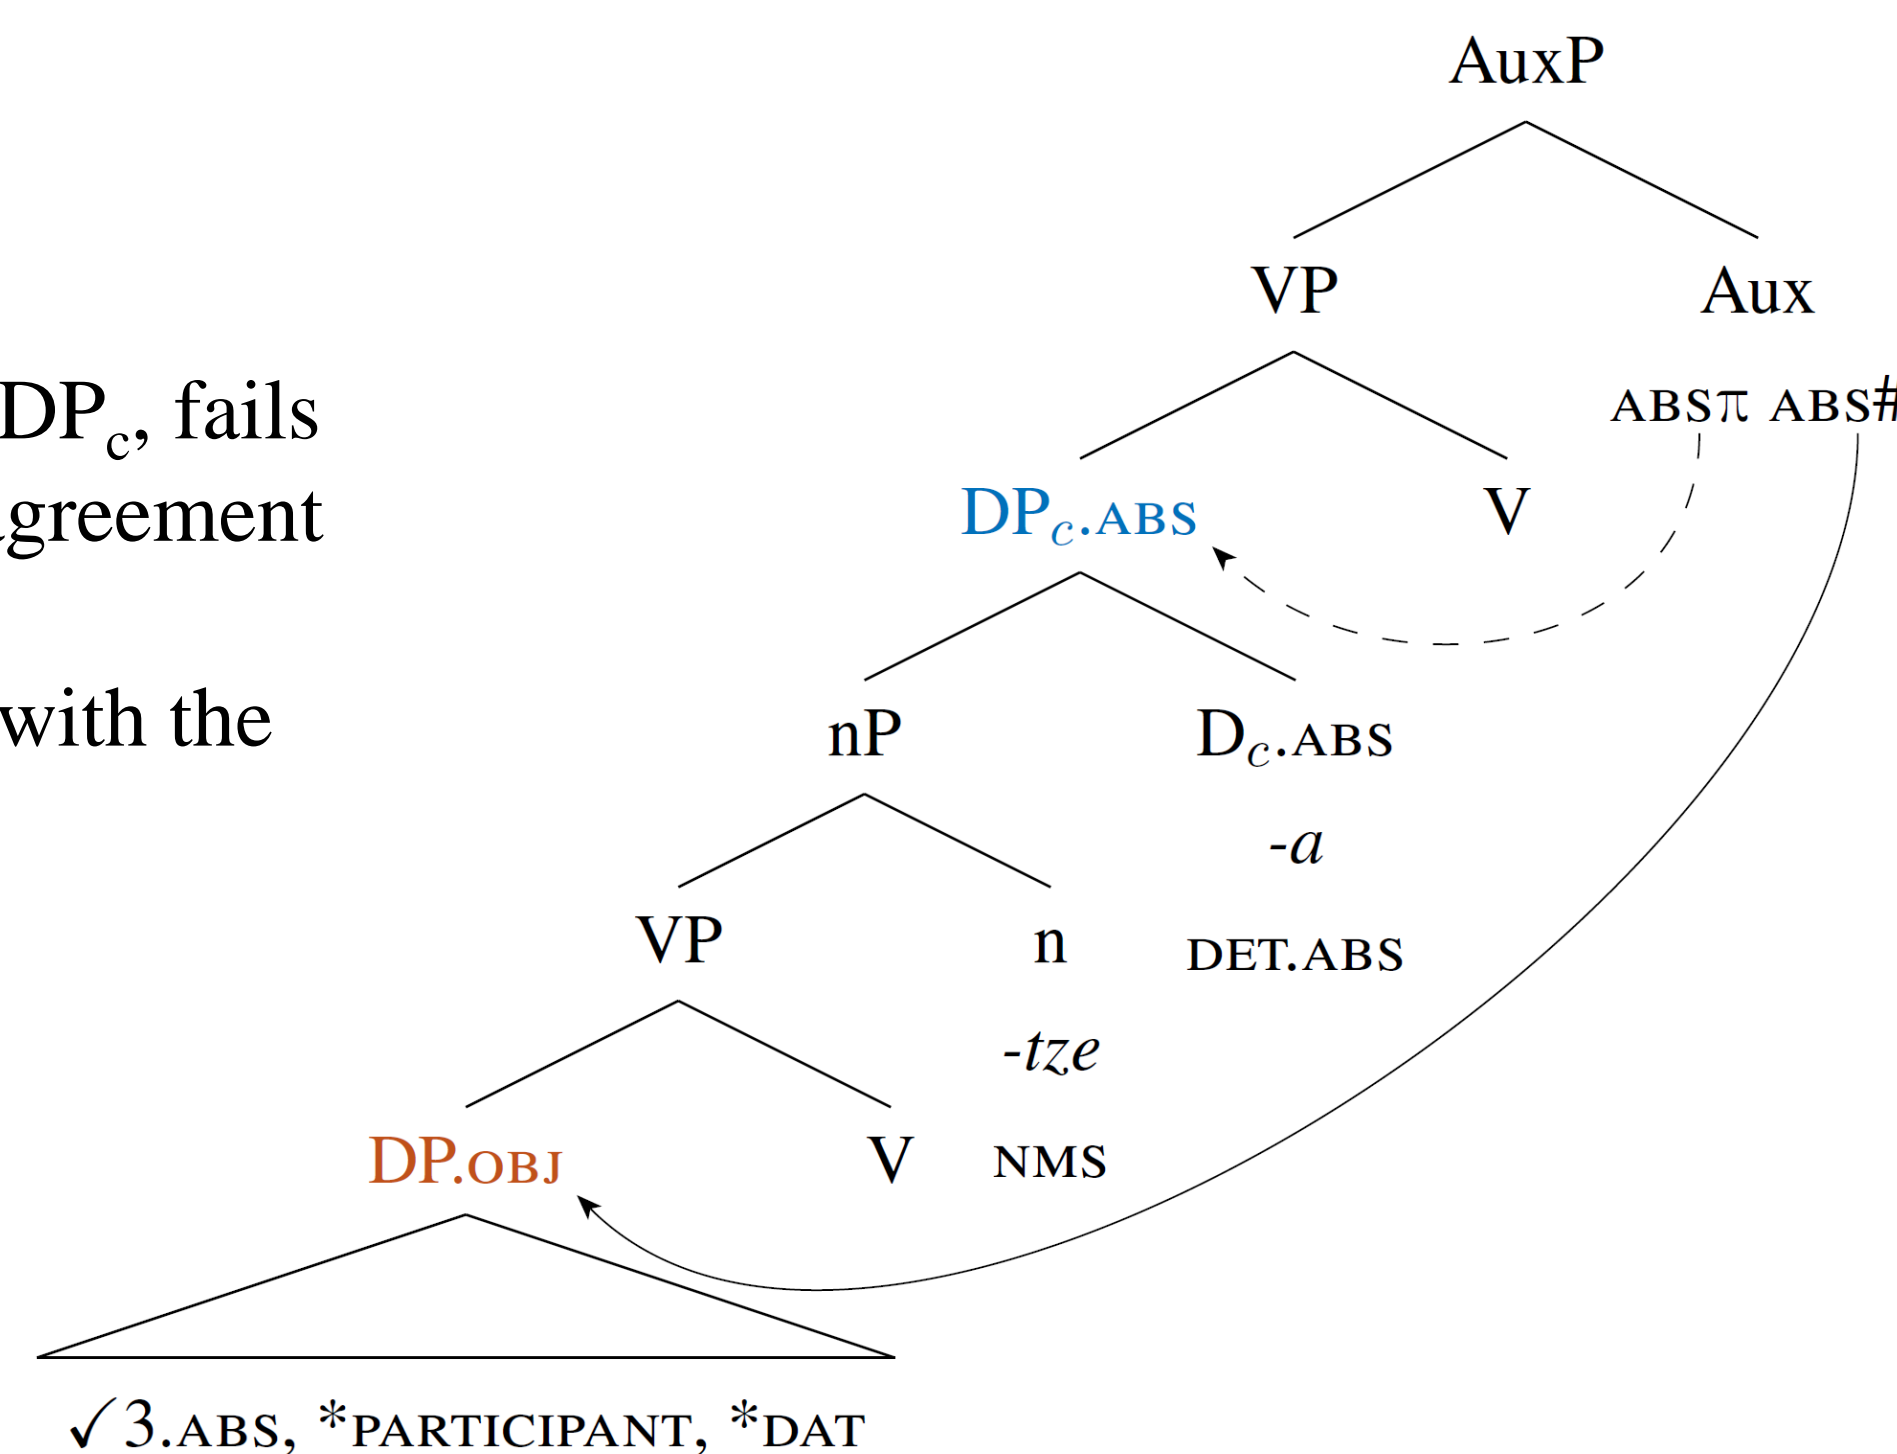 AuxP
VP Aux
DPc, fails ABSπ ABS#
agreement DPc.ABS V
with the nP Dc.ABS
-a
VP n DET.ABS
-tze
DP.OBJ V NMS
✓3.ABS, *PARTICIPANT, *DAT